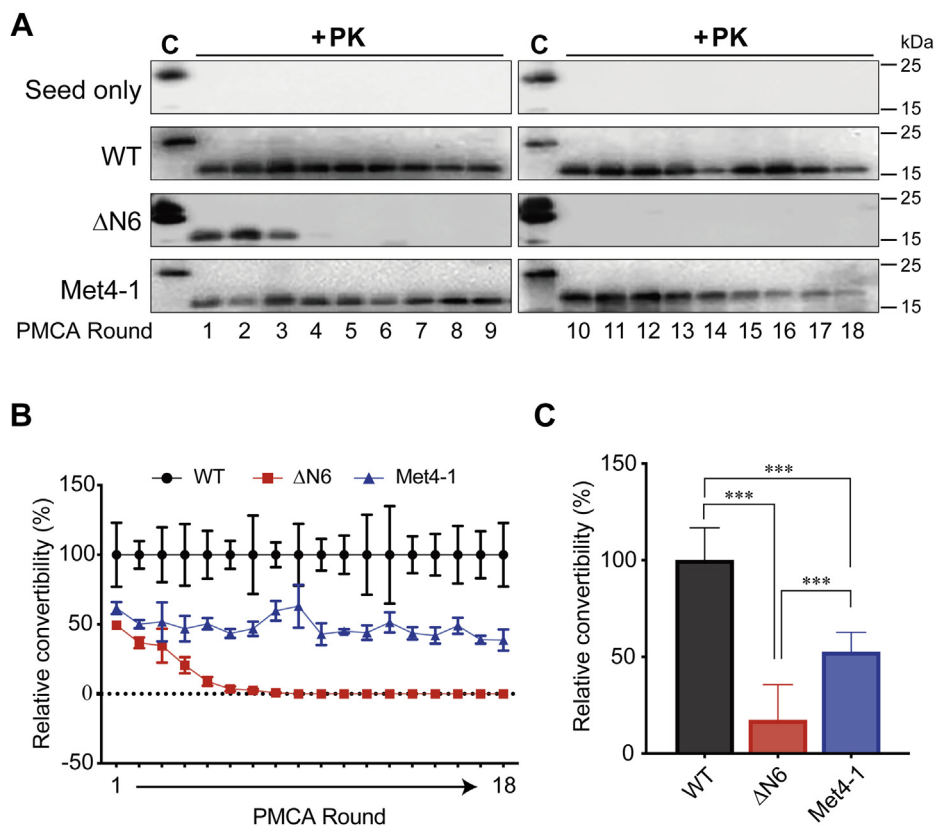 A
C +PK C +PK kDa
Seed only 25
15
WT 25
15
ΔN6 25
15
Met4-1 25
15
PMCA Round 1 2 3 4 5 6 7 8 9 10 11 12 13 14 15 16 17 18
B
WT ΔN6 Met4-1
Relative convertibility (%)
150
100
50
0
-50
1 18
PMCA Round
C
Relative convertibility (%)
150
100
50
0
***
***
***
WT ΔN6 Met4-1